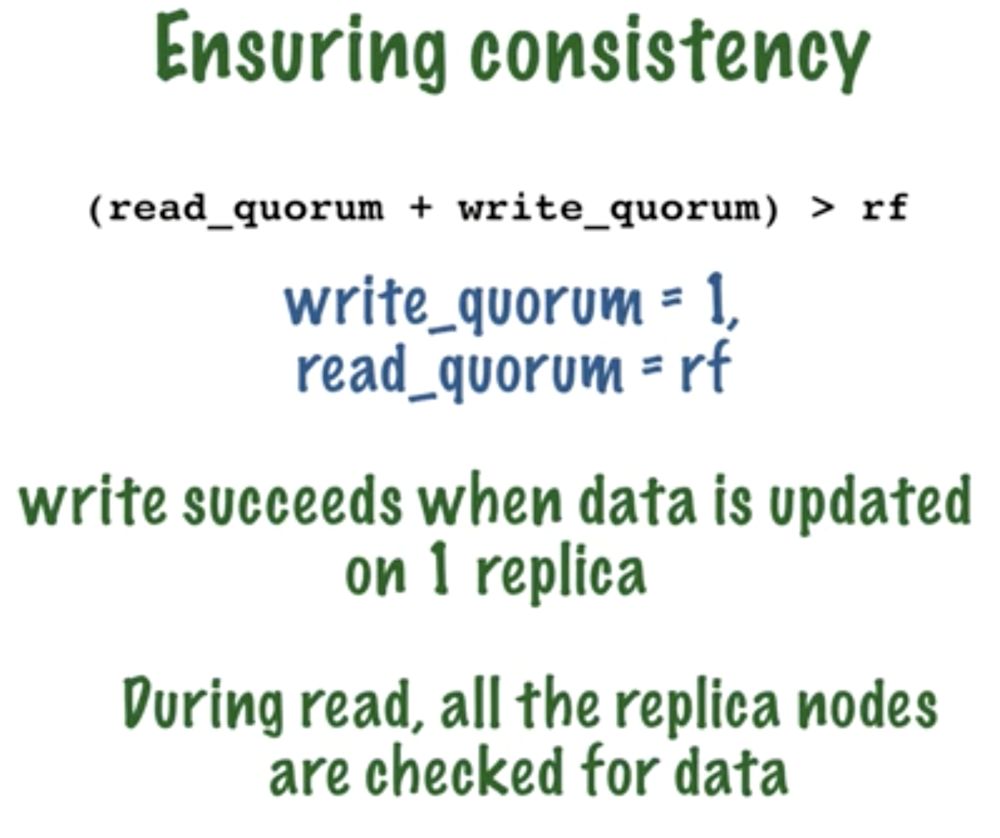 Ensuring consistency
(read_quorum + write_quorum) > rf
write_quorum = 1,
read_quorum = rf
write succeeds when data is updated
on 1 replica
During read, all the replica nodes
are checked for data